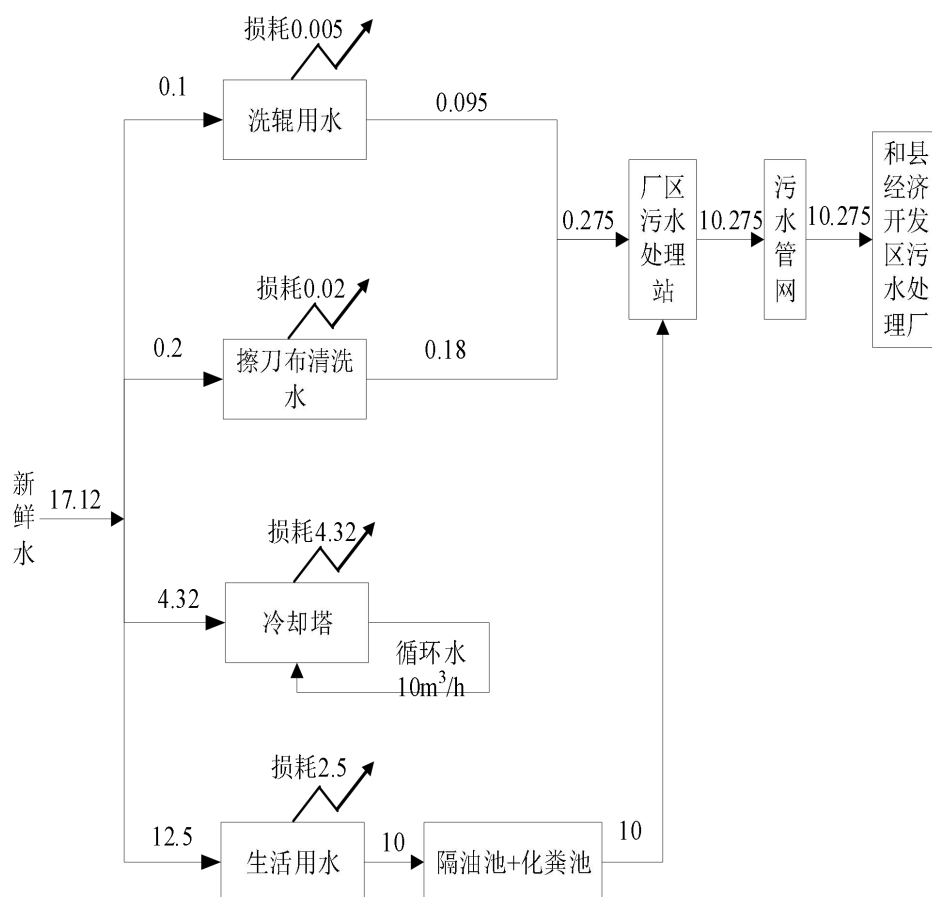 损耗0.005
0.1
洗辊用水
0.095
损耗0.02
0.2
擦刀布清洗
水
0.18
0.275
厂区
污水
处理
站
10.275
污
水
管
网
10.275
和县
经济
开发
区污
水处
理厂
新
鲜
水
17.12
损耗4.32
4.32
冷却塔
循环水
10m³/h
损耗2.5
12.5
生活用水
10
隔油池+化粪池
10